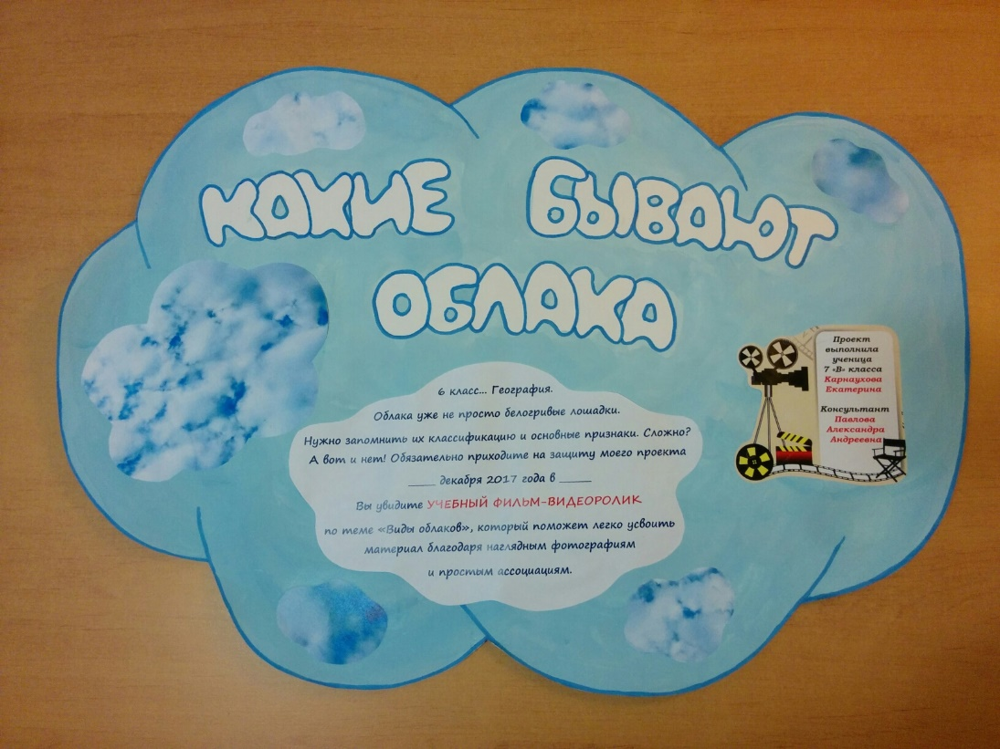 КАКИЕ БЫВАЮТ
ОБЛАКА
6 класс... География.
Облака уже не просто белогривые лошадки.
Нужно запомнить их классификацию и основные признаки. Сложно?
А вот и нет! Обязательно приходите на защиту моего проекта
____ декабря 2017 года в _____
Вы увидите УЧЕБНЫЙ ФИЛЬМ-ВИДЕОРОЛИК
по теме «Виды облаков», который поможет легко усвоить
материал благодаря наглядным фотографиям
и простым ассоциациям.
Проект
выполнила
ученица
7 «В» класса
Карнаухова
Екатерина
Консультант
Павлова
Александра
Андреевна